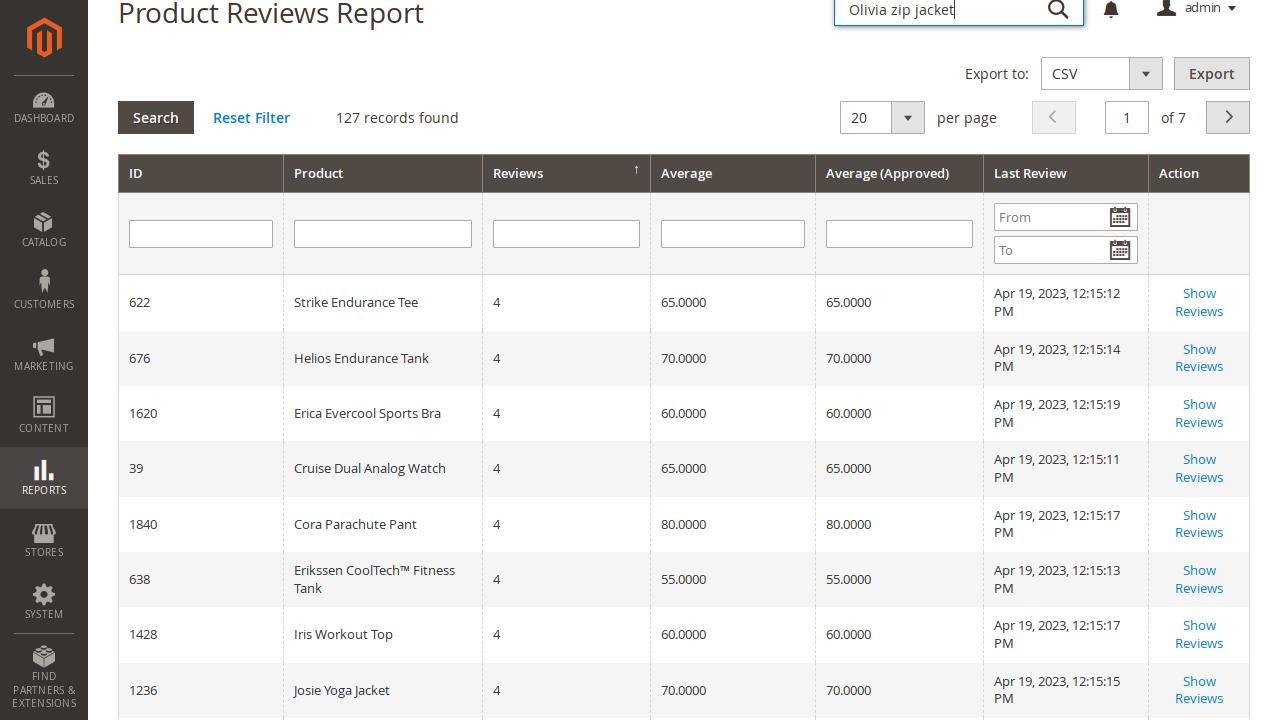 Product Reviews Report
Olivia zip jacket
admin
Export to: CSV Export
Search Reset Filter 127 records found 20 per page 1 of 7
ID Product Reviews ↑ Average Average (Approved) Last Review Action
From
To
622 Strike Endurance Tee 4 65.0000 65.0000 Apr 19, 2023, 12:15:12 PM Show Reviews
676 Helios Endurance Tank 4 70.0000 70.0000 Apr 19, 2023, 12:15:14 PM Show Reviews
1620 Erica Evercool Sports Bra 4 60.0000 60.0000 Apr 19, 2023, 12:15:19 PM Show Reviews
39 Cruise Dual Analog Watch 4 65.0000 65.0000 Apr 19, 2023, 12:15:11 PM Show Reviews
1840 Cora Parachute Pant 4 80.0000 80.0000 Apr 19, 2023, 12:15:17 PM Show Reviews
638 Erikssen CoolTech™ Fitness Tank 4 55.0000 55.0000 Apr 19, 2023, 12:15:13 PM Show Reviews
1428 Iris Workout Top 4 60.0000 60.0000 Apr 19, 2023, 12:15:17 PM Show Reviews
1236 Josie Yoga Jacket 4 70.0000 70.0000 Apr 19, 2023, 12:15:15 PM Show Reviews
DASHBOARD
$
SALES
CATALOG
CUSTOMERS
MARKETING
CONTENT
REPORTS
STORES
SYSTEM
FIND
PARTNERS &
EXTENSIONS